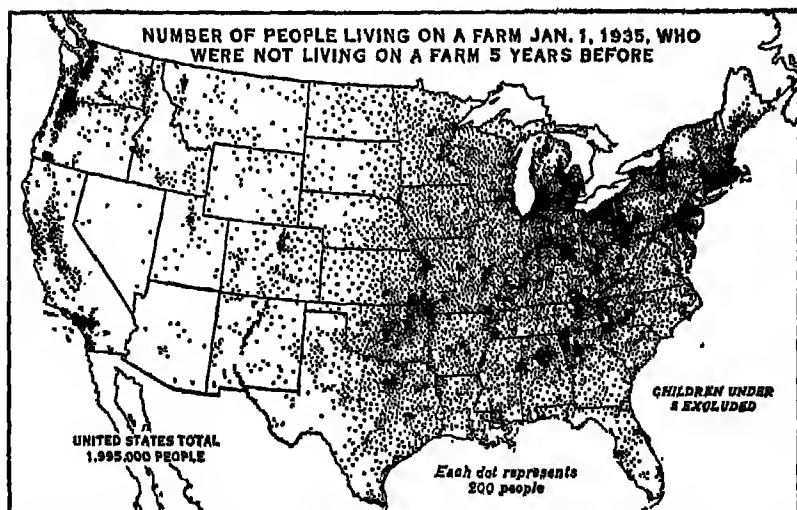 NUMBER OF PEOPLE LIVING ON A FARM JAN. 1, 1935, WHO
WERE NOT LIVING ON A FARM 5 YEARS BEFORE
CHILDREN UNDER
5 EXCLUDED
UNITED STATES TOTAL
1,995,000 PEOPLE
Each dot represents
200 people